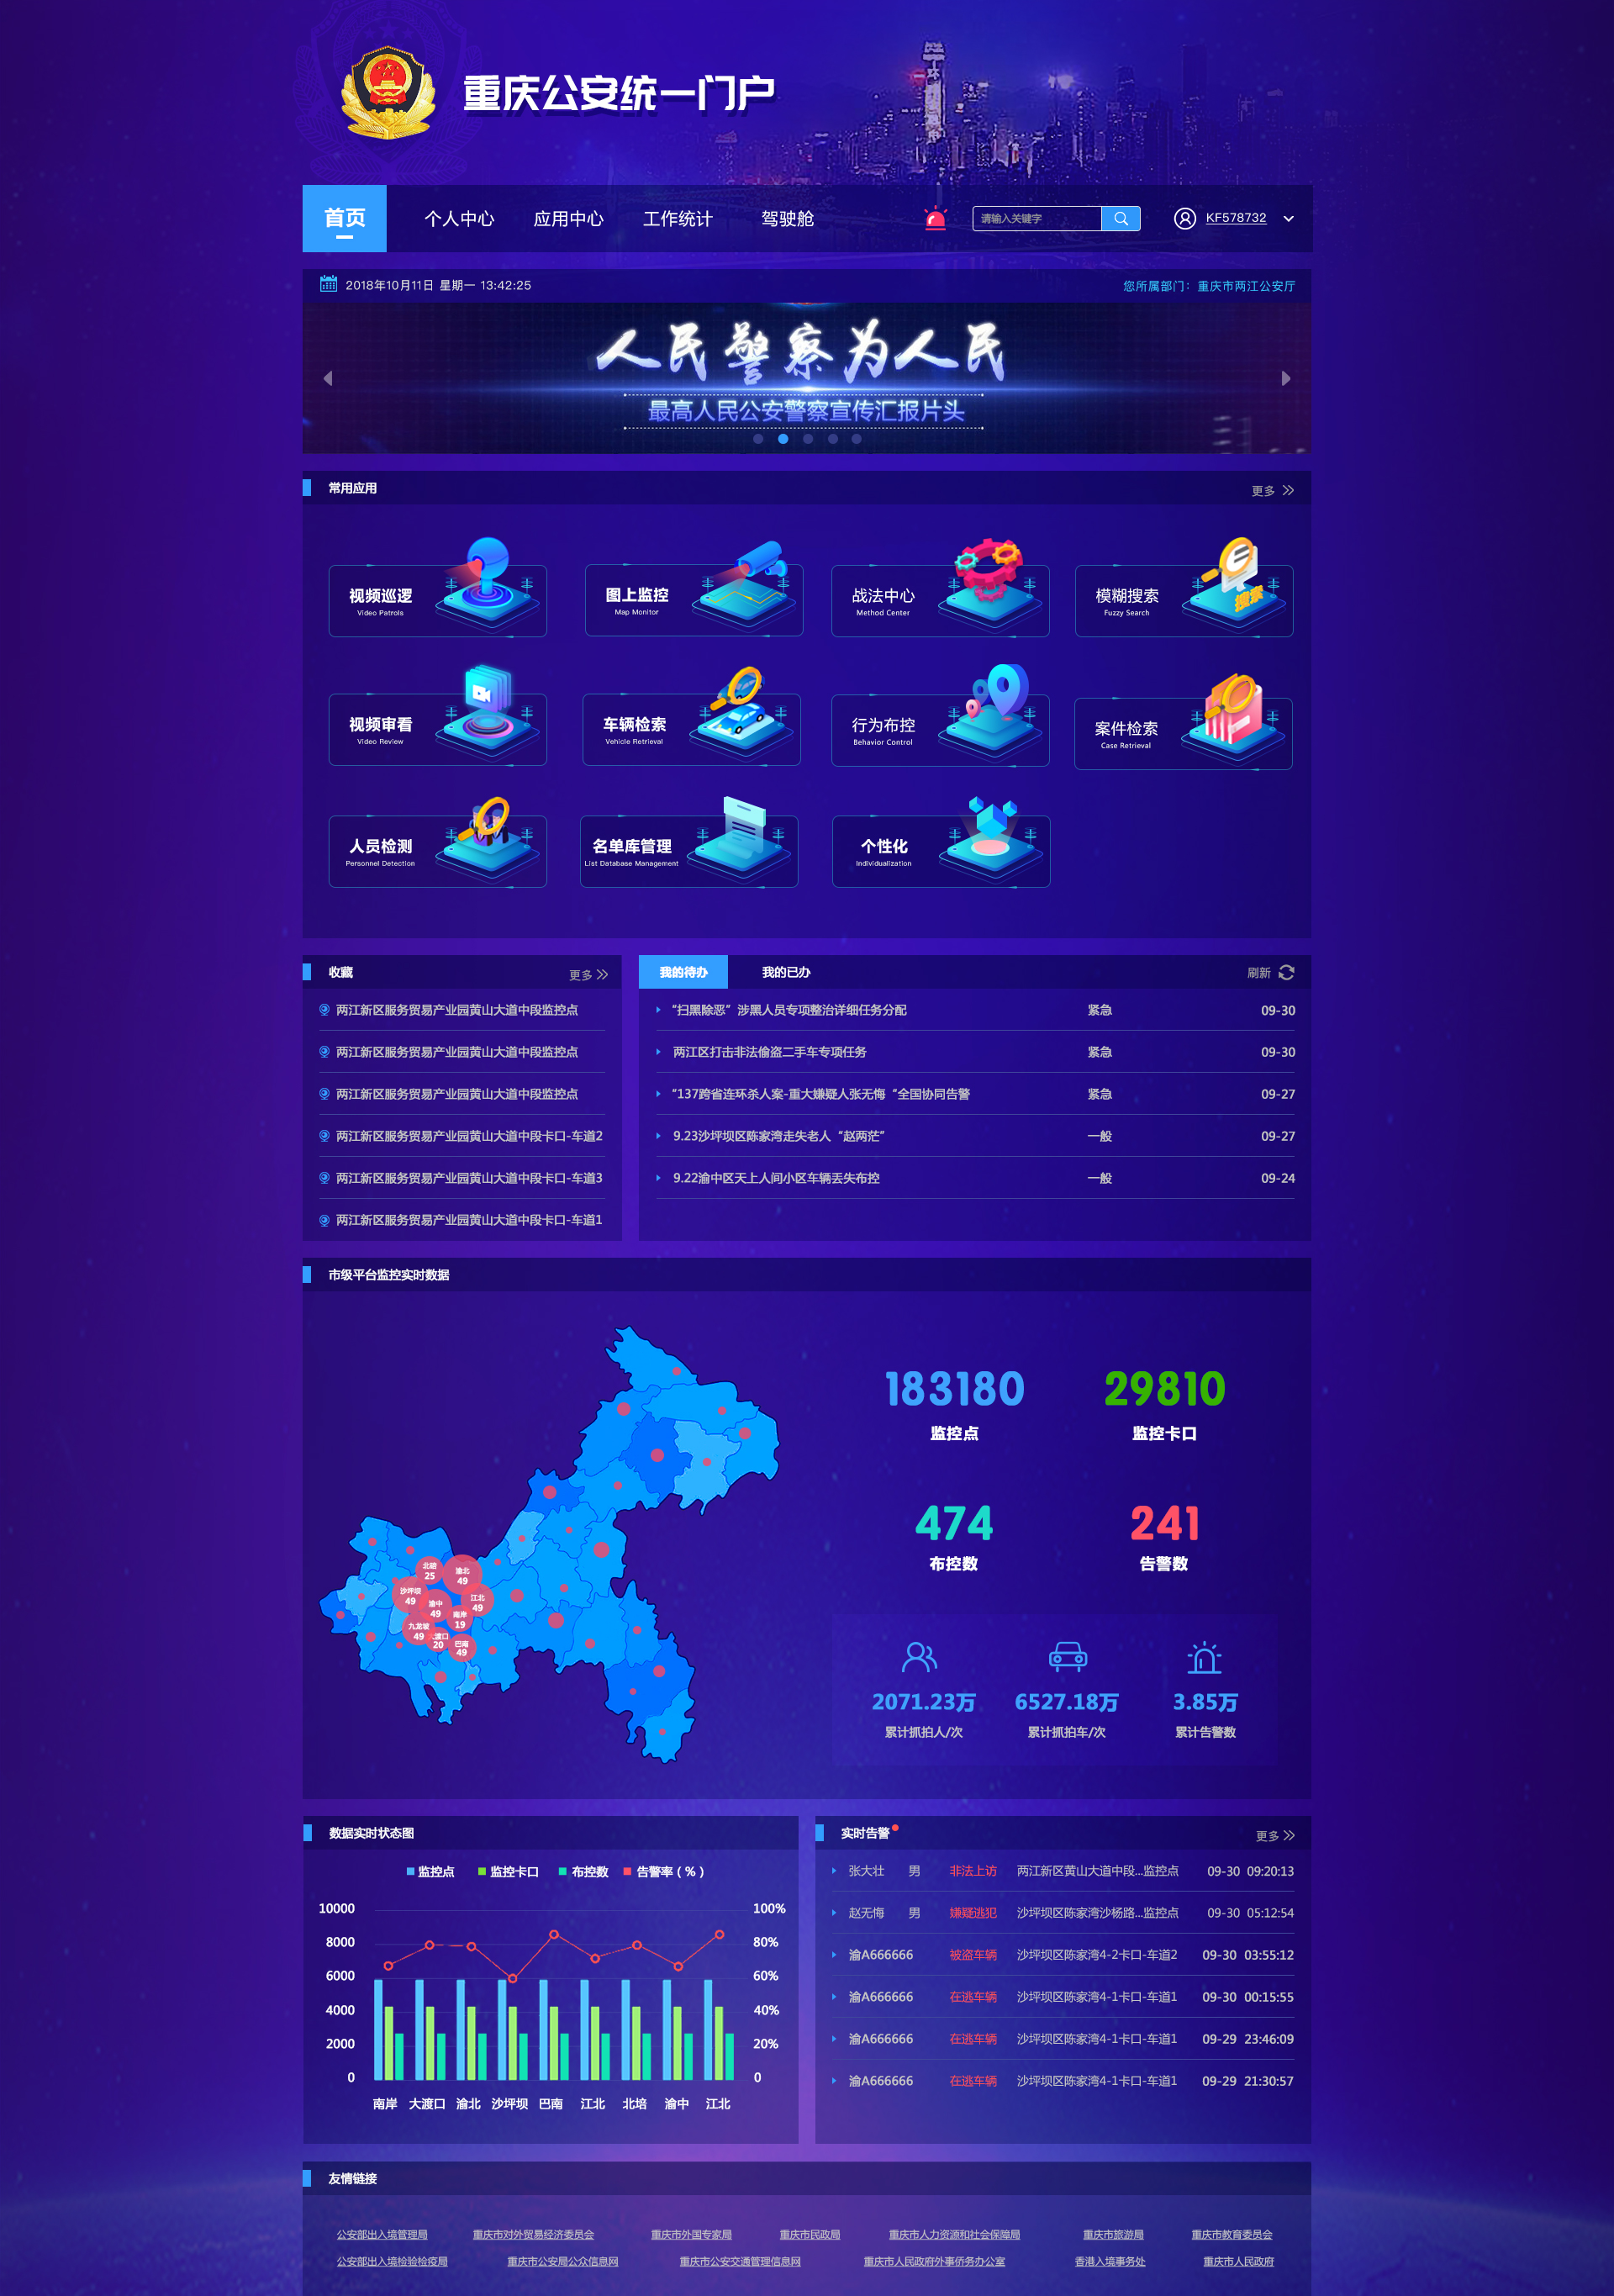 重庆公安统一门户
首页 个人中心 应用中心 工作统计 驾驶舱 请输入关键字 KF578732
2018年10月11日 星期一 13:42:25 您所属部门：重庆市两江公安厅
人民警察为人民
最高人民公安警察宣传汇报片头
常用应用 更多
视频巡逻 图上监控 战法中心 模糊搜索
Video Patrols Map Monitor Method Center Fuzzy Search
搜索
视频审看 车辆检索 行为布控 案件检索
Video Review Vehicle Retrieval Behavior Control Case Retrieval
人员检测 名单库管理 个性化
Personnel Detection List Database Management Individualization
收藏 更多
两江新区服务贸易产业园黄山大道中段监控点
两江新区服务贸易产业园黄山大道中段监控点
两江新区服务贸易产业园黄山大道中段监控点
两江新区服务贸易产业园黄山大道中段卡口-车道2
两江新区服务贸易产业园黄山大道中段卡口-车道3
两江新区服务贸易产业园黄山大道中段卡口-车道1
我的待办 我的已办 刷新
“扫黑除恶”涉黑人员专项整治详细任务分配 紧急 09-30
两江区打击非法偷盗二手车专项任务 紧急 09-30
“137跨省连环杀人案-重大嫌疑人张无悔“全国协同告警 紧急 09-27
9.23沙坪坝区陈家湾走失老人“赵两茫” 一般 09-27
9.22渝中区天上人间小区车辆丢失布控 一般 09-24
市级平台监控实时数据
183180 29810
监控点 监控卡口
474 241
布控数 告警数
北碚
25
渝北
49
沙坪坝
49
江北
49
渝中
49
南岸
19
九龙坡
49
渡口
20
巴南
49
2071.23万 6527.18万 3.85万
累计抓拍人/次 累计抓拍车/次 累计告警数
数据实时状态图
监控点 监控卡口 布控数 告警率（%）
10000 100%
8000 80%
6000 60%
4000 40%
2000 20%
0 0
南岸 大渡口 渝北 沙坪坝 巴南 江北 北培 渝中 江北
实时告警 更多
张大壮 男 非法上访 两江新区黄山大道中段...监控点 09-30 09:20:13
赵无悔 男 嫌疑逃犯 沙坪坝区陈家湾沙杨路...监控点 09-30 05:12:54
渝A666666 被盗车辆 沙坪坝区陈家湾4-2卡口-车道2 09-30 03:55:12
渝A666666 在逃车辆 沙坪坝区陈家湾4-1卡口-车道1 09-30 00:15:55
渝A666666 在逃车辆 沙坪坝区陈家湾4-1卡口-车道1 09-29 23:46:09
渝A666666 在逃车辆 沙坪坝区陈家湾4-1卡口-车道1 09-29 21:30:57
友情链接
公安部出入境管理局 重庆市对外贸易经济委员会 重庆市外国专家局 重庆市民政局 重庆市人力资源和社会保障局 重庆市旅游局 重庆市教育委员会
公安部出入境检验检疫局 重庆市公安局公众信息网 重庆市公安交通管理信息网 重庆市人民政府外事侨务办公室 香港入境事务处 重庆市人民政府